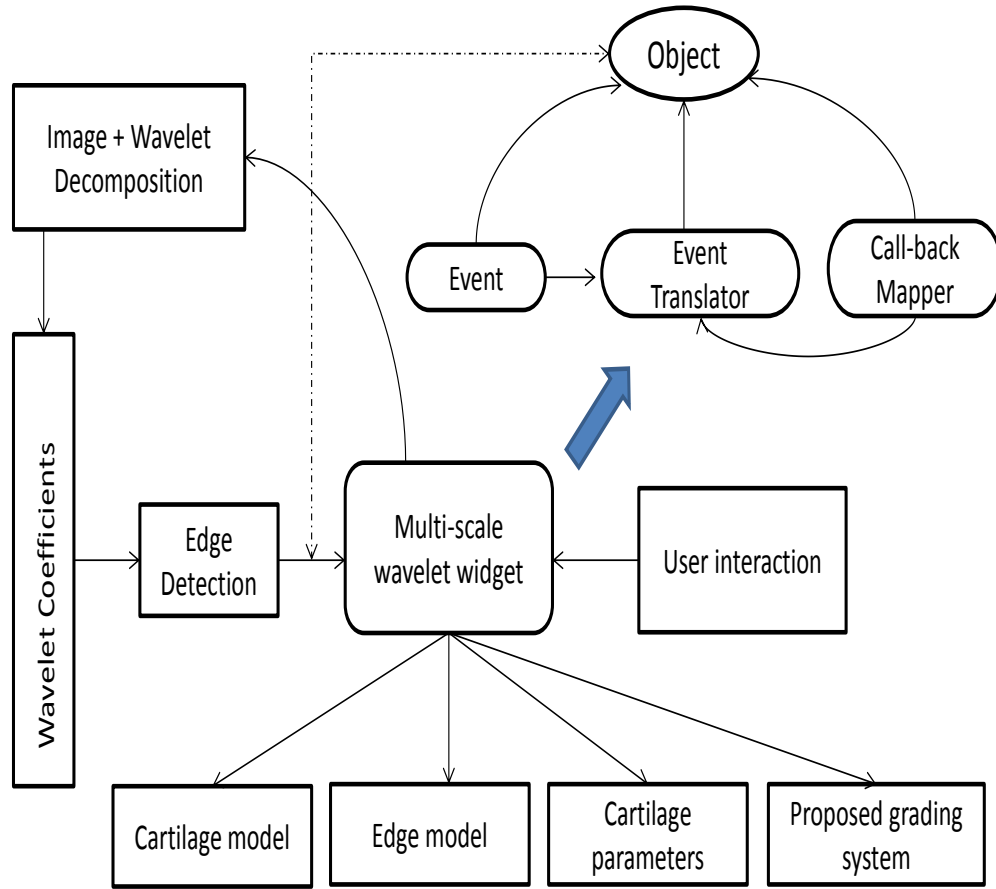 Object
Image + Wavelet
Decomposition
Event
Event
Translator
Call-back
Mapper
Wavelet Coefficients
Edge
Detection
Multi-scale
wavelet widget
User interaction
Cartilage model
Edge model
Cartilage
parameters
Proposed grading
system